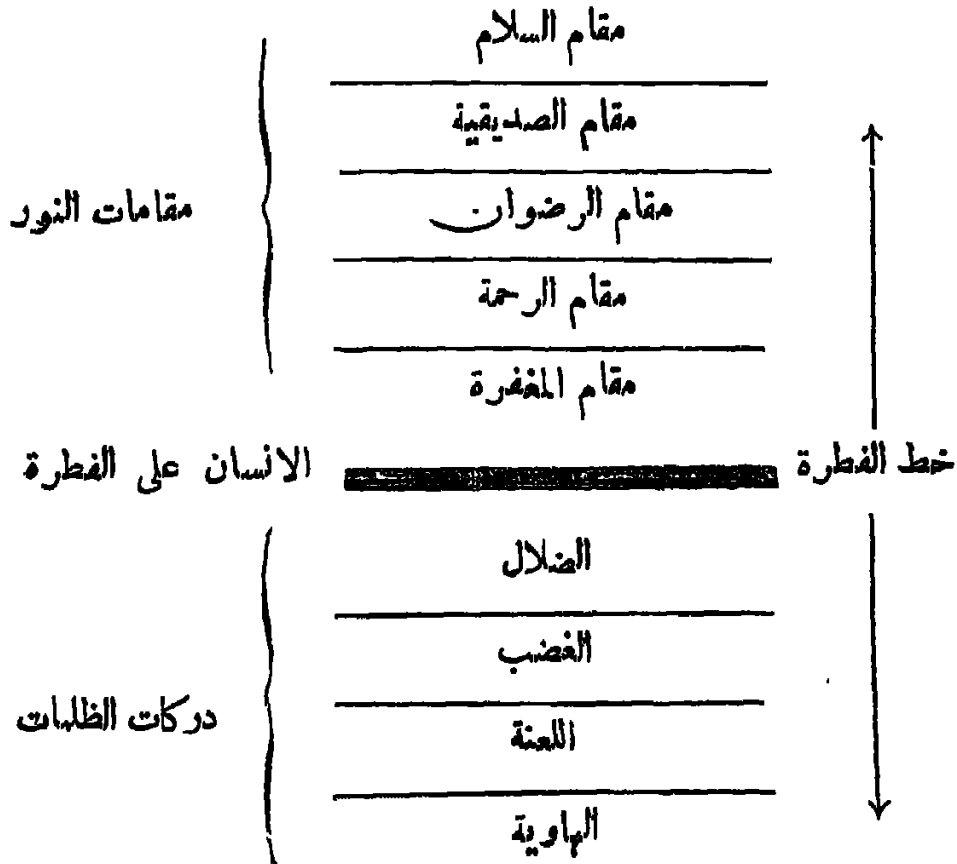 مقام السلام
مقام الصديقية
مقامات النور
مقام الرضوان
مقام الرحمة
مقام المغفرة
خط الفطرة
الانسان على الفطرة
الضلال
الغضب
دركات الظلمات
اللعنة
الهاوية